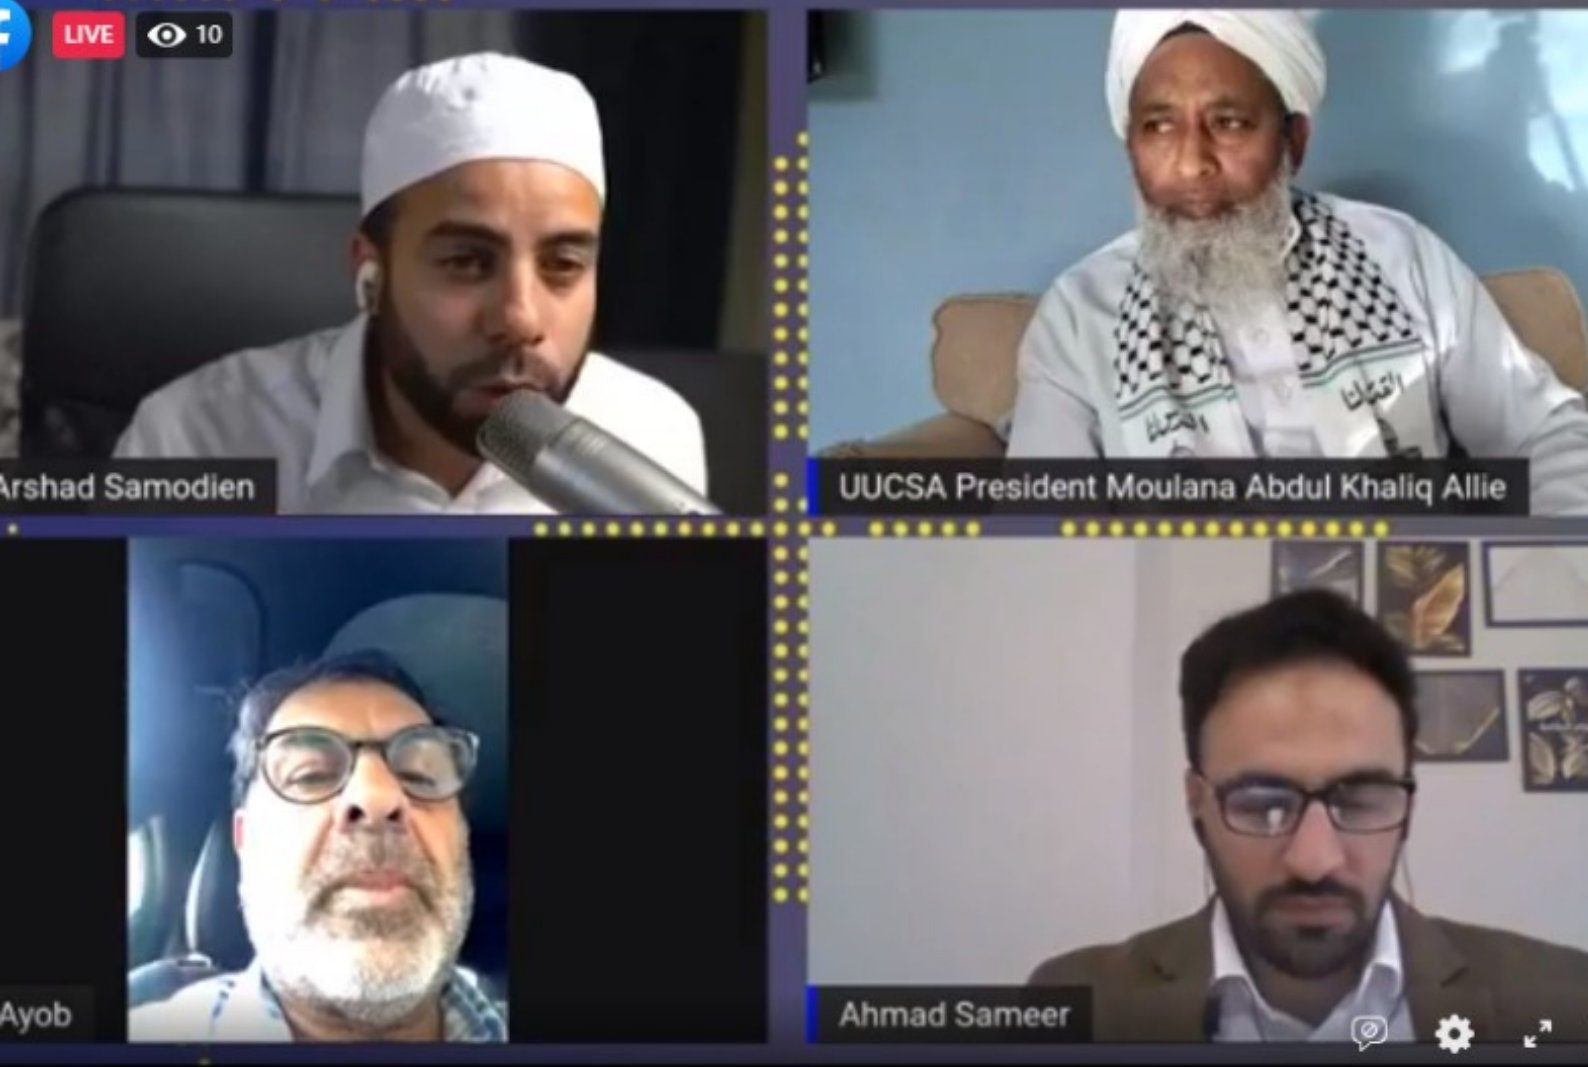 LIVE 10
Arshad Samodien
UUCSA President Moulana Abdul Khaliq Allie
Ayob
Ahmad Sameer